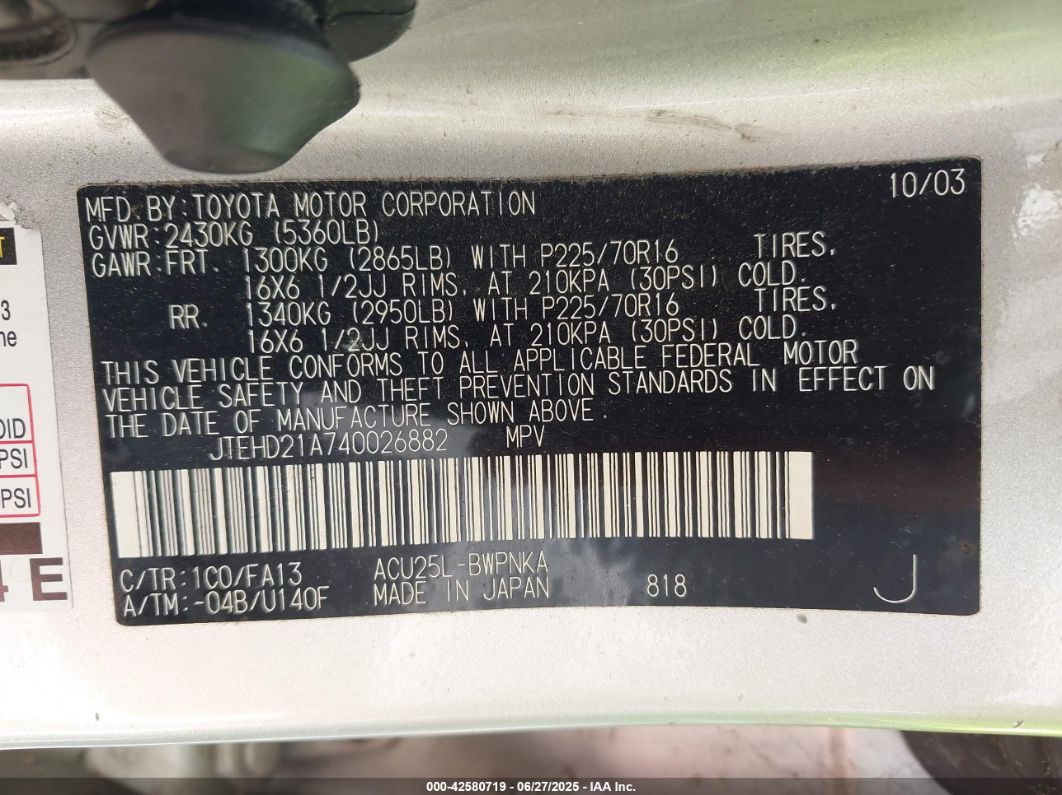 10/03
MFD. BY: TOYOTA MOTOR CORPORATION
GVWR: 2430KG (5360LB)
GAWR: FRT. 1300KG (2865LB) WITH P225/70R16 TIRES,
16X6 1/2JJ RIMS, AT 210KPA (30PSI) COLD.
RR. 1340KG (2950LB) WITH P225/70R16 TIRES,
16X6 1/2JJ RIMS, AT 210KPA (30PSI) COLD.
THIS VEHICLE CONFORMS TO ALL APPLICABLE FEDERAL MOTOR
VEHICLE SAFETY AND THEFT PREVENTION STANDARDS IN EFFECT ON
THE DATE OF MANUFACTURE SHOWN ABOVE.
JTEHD21A740026882 MPV
C/TR: 1C0/FA13 ACU25L-BWPNKA
A/TM: -04B/U140F MADE IN JAPAN 818 J
3
PSI
PSI
E
000-42580719 - 06/27/2025 - IAA Inc.